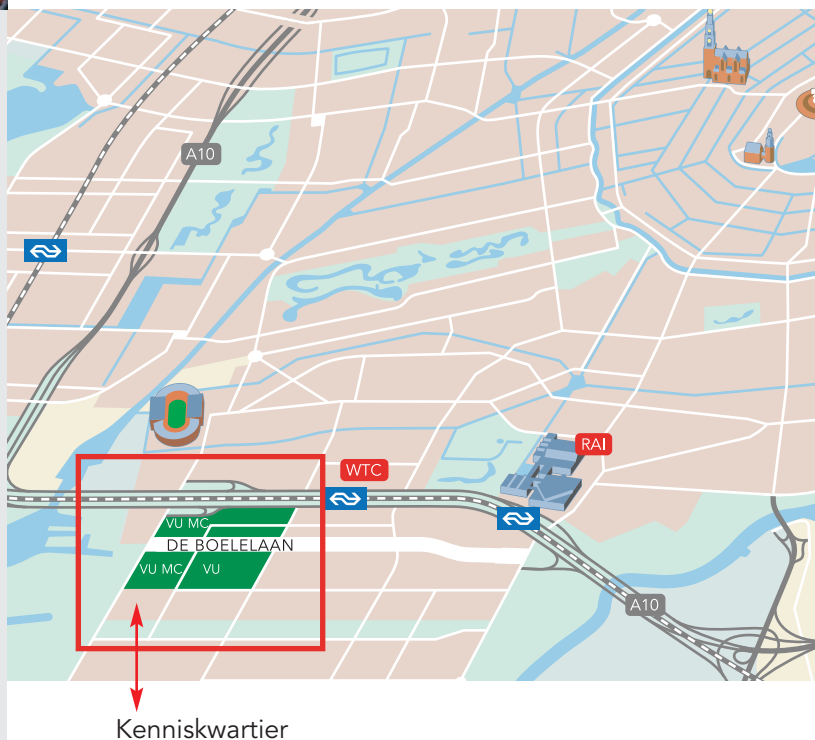 A10
RAI
WTC
VU MC
DE BOELELAAN
VU MC VU
A10
Kenniskwartier